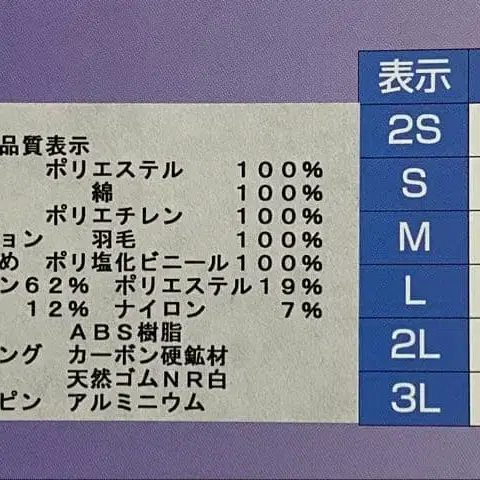 品質表示
ポリエステル 100%
綿 100%
ポリエチレン 100%
ョン 羽毛 100%
め ポリ塩化ビニール100%
ン62% ポリエステル19%
12% ナイロン 7%
ABS樹脂
ング カーボン硬鉱材
天然ゴムNR白
ピン アルミニウム
表示
2S
S
M
L
2L
3L